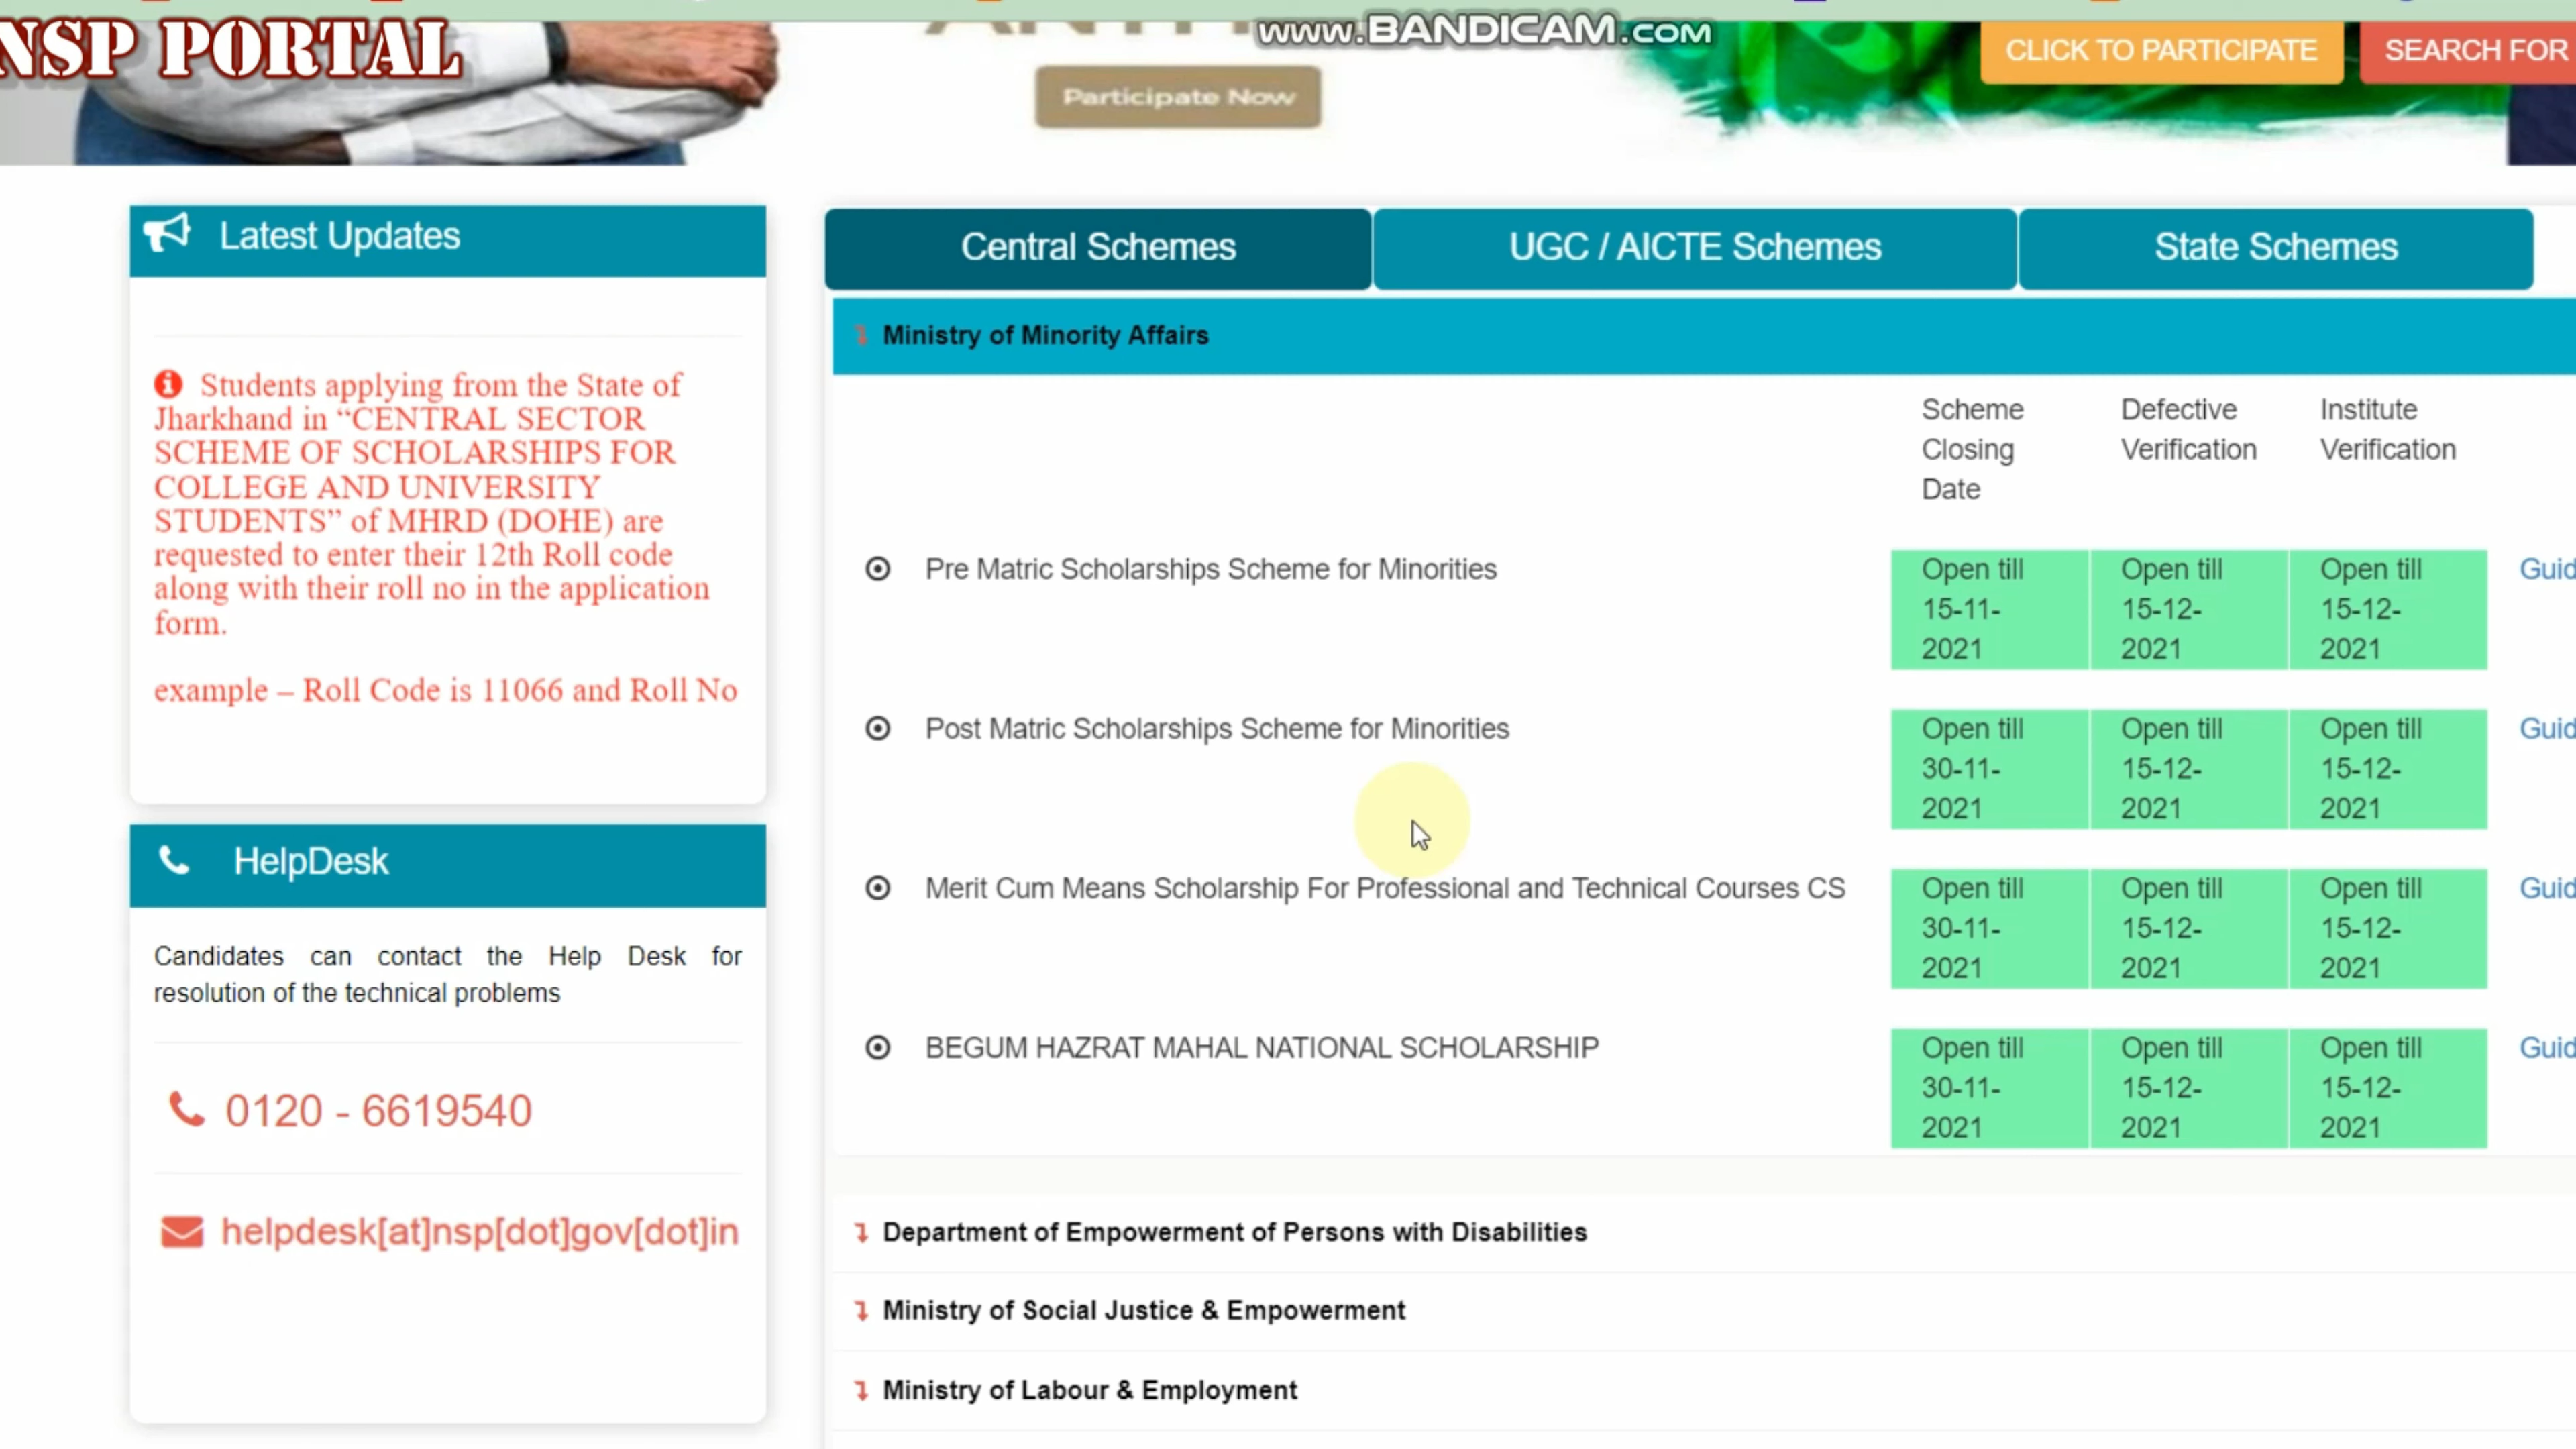 NSP PORTAL
www.BANDICAM.com
Participate Now
CLICK TO PARTICIPATE
SEARCH FOR
Latest Updates
Students applying from the State of
Jharkhand in “CENTRAL SECTOR
SCHEME OF SCHOLARSHIPS FOR
COLLEGE AND UNIVERSITY
STUDENTS” of MHRD (DOHE) are
requested to enter their 12th Roll code
along with their roll no in the application
form.
example – Roll Code is 11066 and Roll No
HelpDesk
Candidates can contact the Help Desk for
resolution of the technical problems
0120 - 6619540
helpdesk[at]nsp[dot]gov[dot]in
Central Schemes
UGC / AICTE Schemes
State Schemes
Ministry of Minority Affairs
Scheme
Closing
Date
Defective
Verification
Institute
Verification
Pre Matric Scholarships Scheme for Minorities
Open till
15-11-
2021
Open till
15-12-
2021
Open till
15-12-
2021
Guid
Post Matric Scholarships Scheme for Minorities
Open till
30-11-
2021
Open till
15-12-
2021
Open till
15-12-
2021
Guid
Merit Cum Means Scholarship For Professional and Technical Courses CS
Open till
30-11-
2021
Open till
15-12-
2021
Open till
15-12-
2021
Guid
BEGUM HAZRAT MAHAL NATIONAL SCHOLARSHIP
Open till
30-11-
2021
Open till
15-12-
2021
Open till
15-12-
2021
Guid
Department of Empowerment of Persons with Disabilities
Ministry of Social Justice & Empowerment
Ministry of Labour & Employment